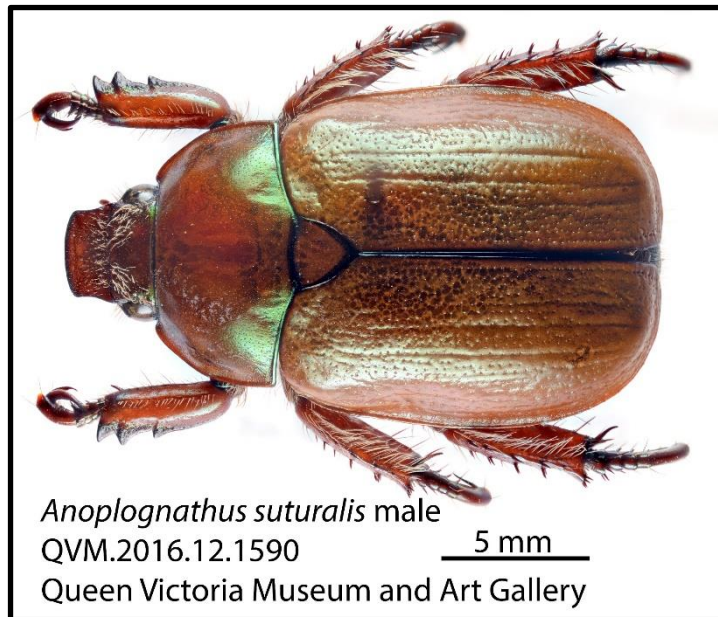 Anoplognathus suturalis male
QVM.2016.12.1590
5 mm
Queen Victoria Museum and Art Gallery